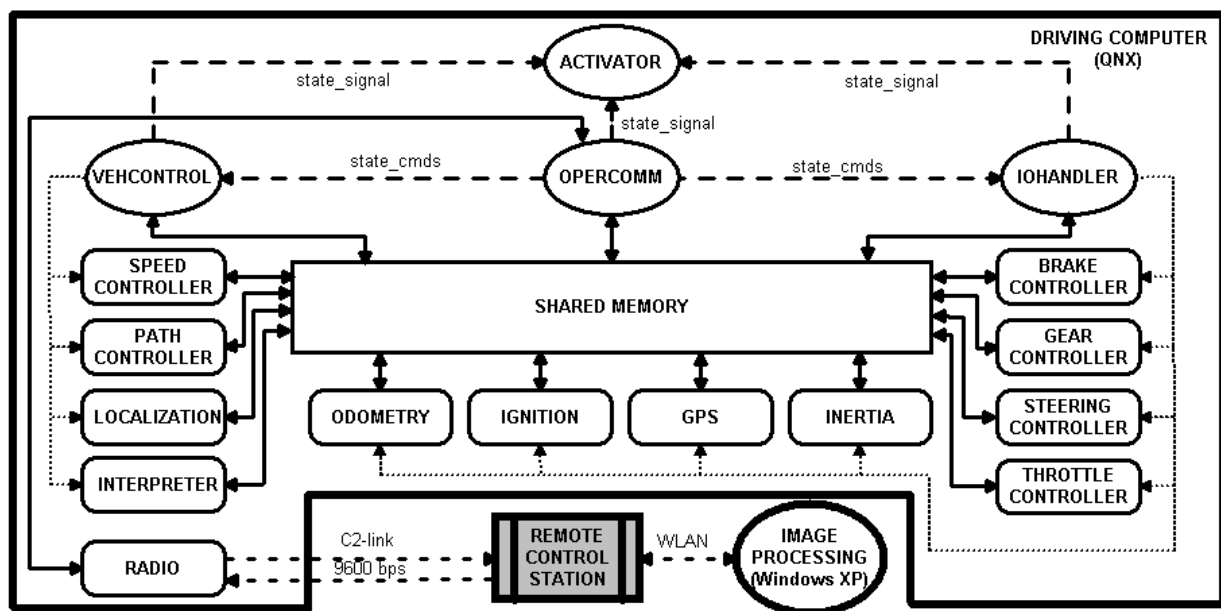 DRIVING COMPUTER
(QNX)
ACTIVATOR
state_signal
state_signal
state_signal
VEHCONTROL
state_cmds
OPERCOMM
state_cmds
IOHANDLER
SPEED
CONTROLLER
SHARED MEMORY
BRAKE
CONTROLLER
PATH
CONTROLLER
GEAR
CONTROLLER
LOCALIZATION
ODOMETRY
IGNITION
GPS
INERTIA
STEERING
CONTROLLER
INTERPRETER
THROTTLE
CONTROLLER
RADIO
C2-link
9600 bps
REMOTE
CONTROL
STATION
WLAN
IMAGE
PROCESSING
(Windows XP)